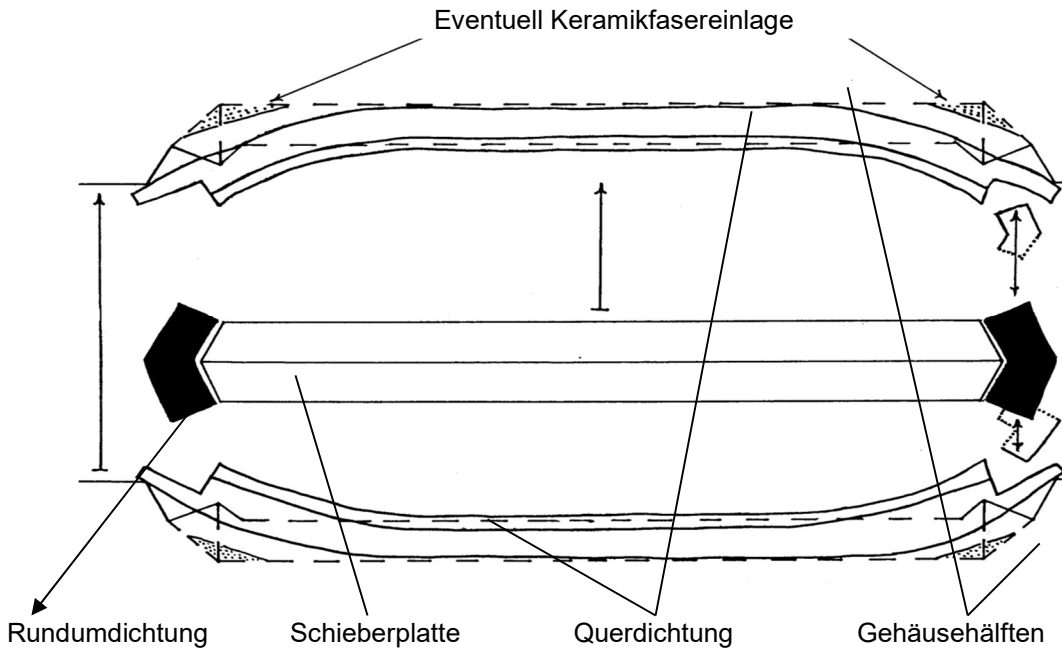 Eventuell Keramikfasereinlage
Rundumdichtung
Schieberplatte
Querdichtung
Gehäusehälften